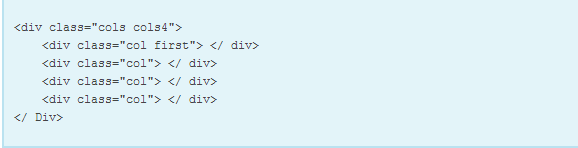 <div class="cols cols4">
<div class="col first"> </ div>
<div class="col"> </ div>
<div class="col"> </ div>
<div class="col"> </ div>
</ Div>